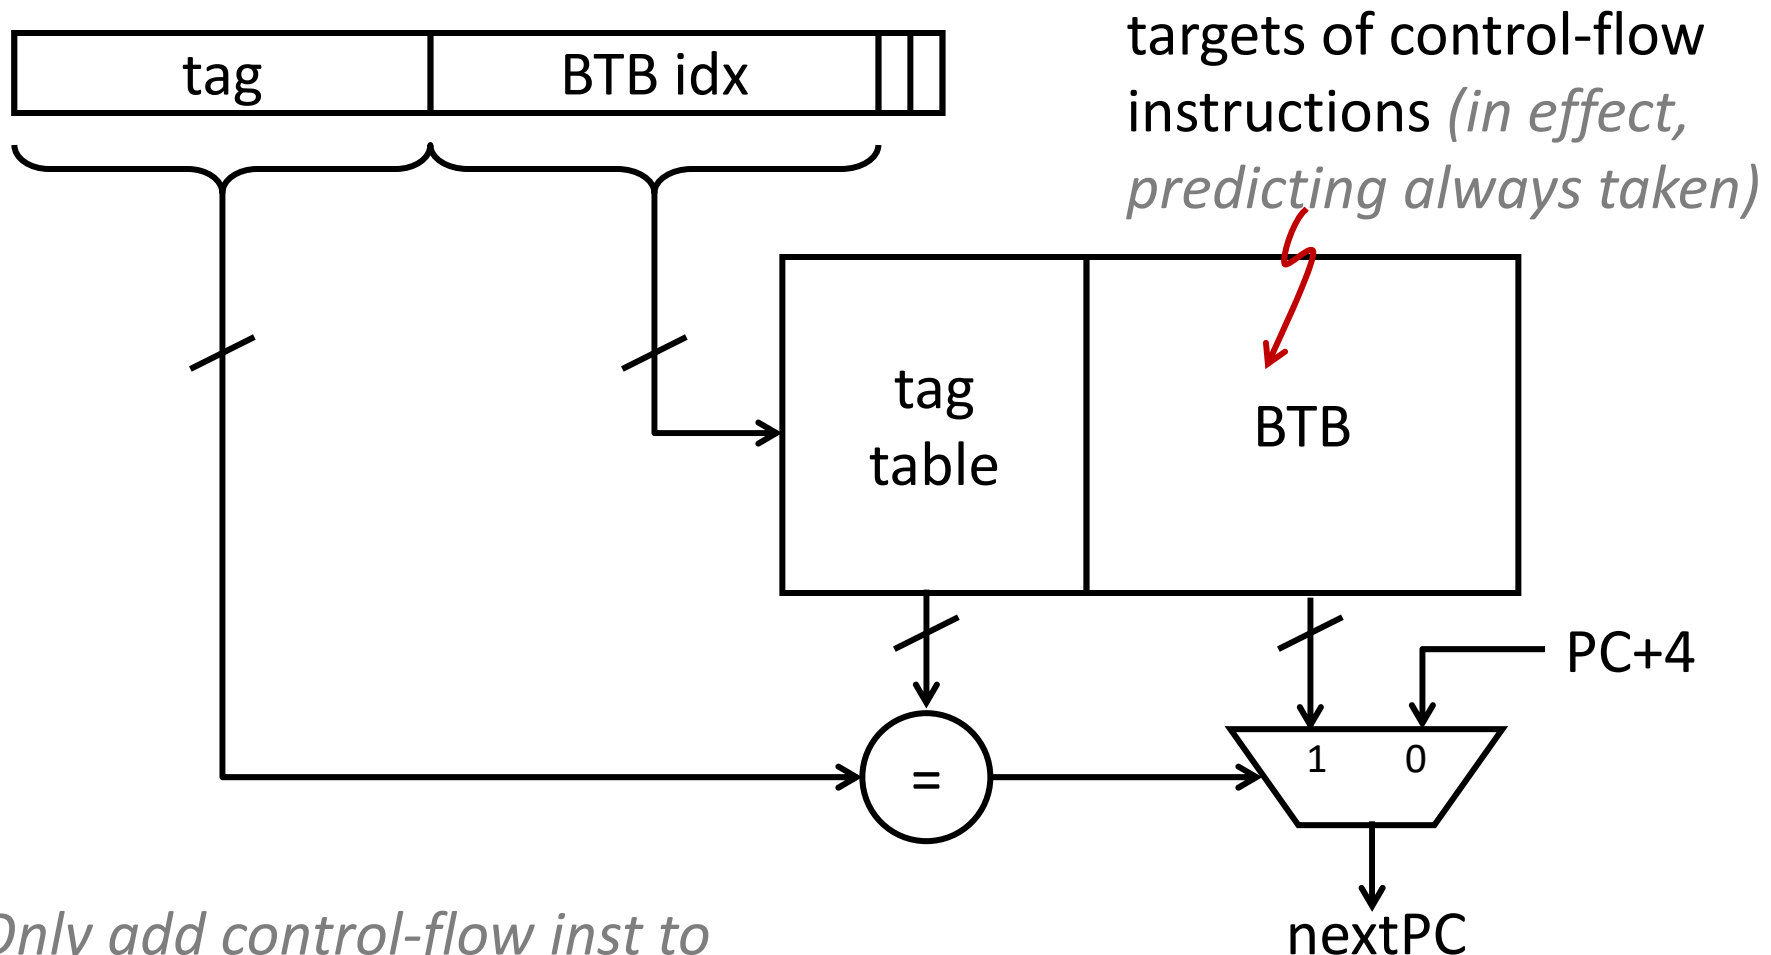 targets of control-flow
instructions (in effect,
predicting always taken)
tag
BTB idx
tag
table
BTB
PC+4
1
0
=
nextPC
Only add control-flow inst to